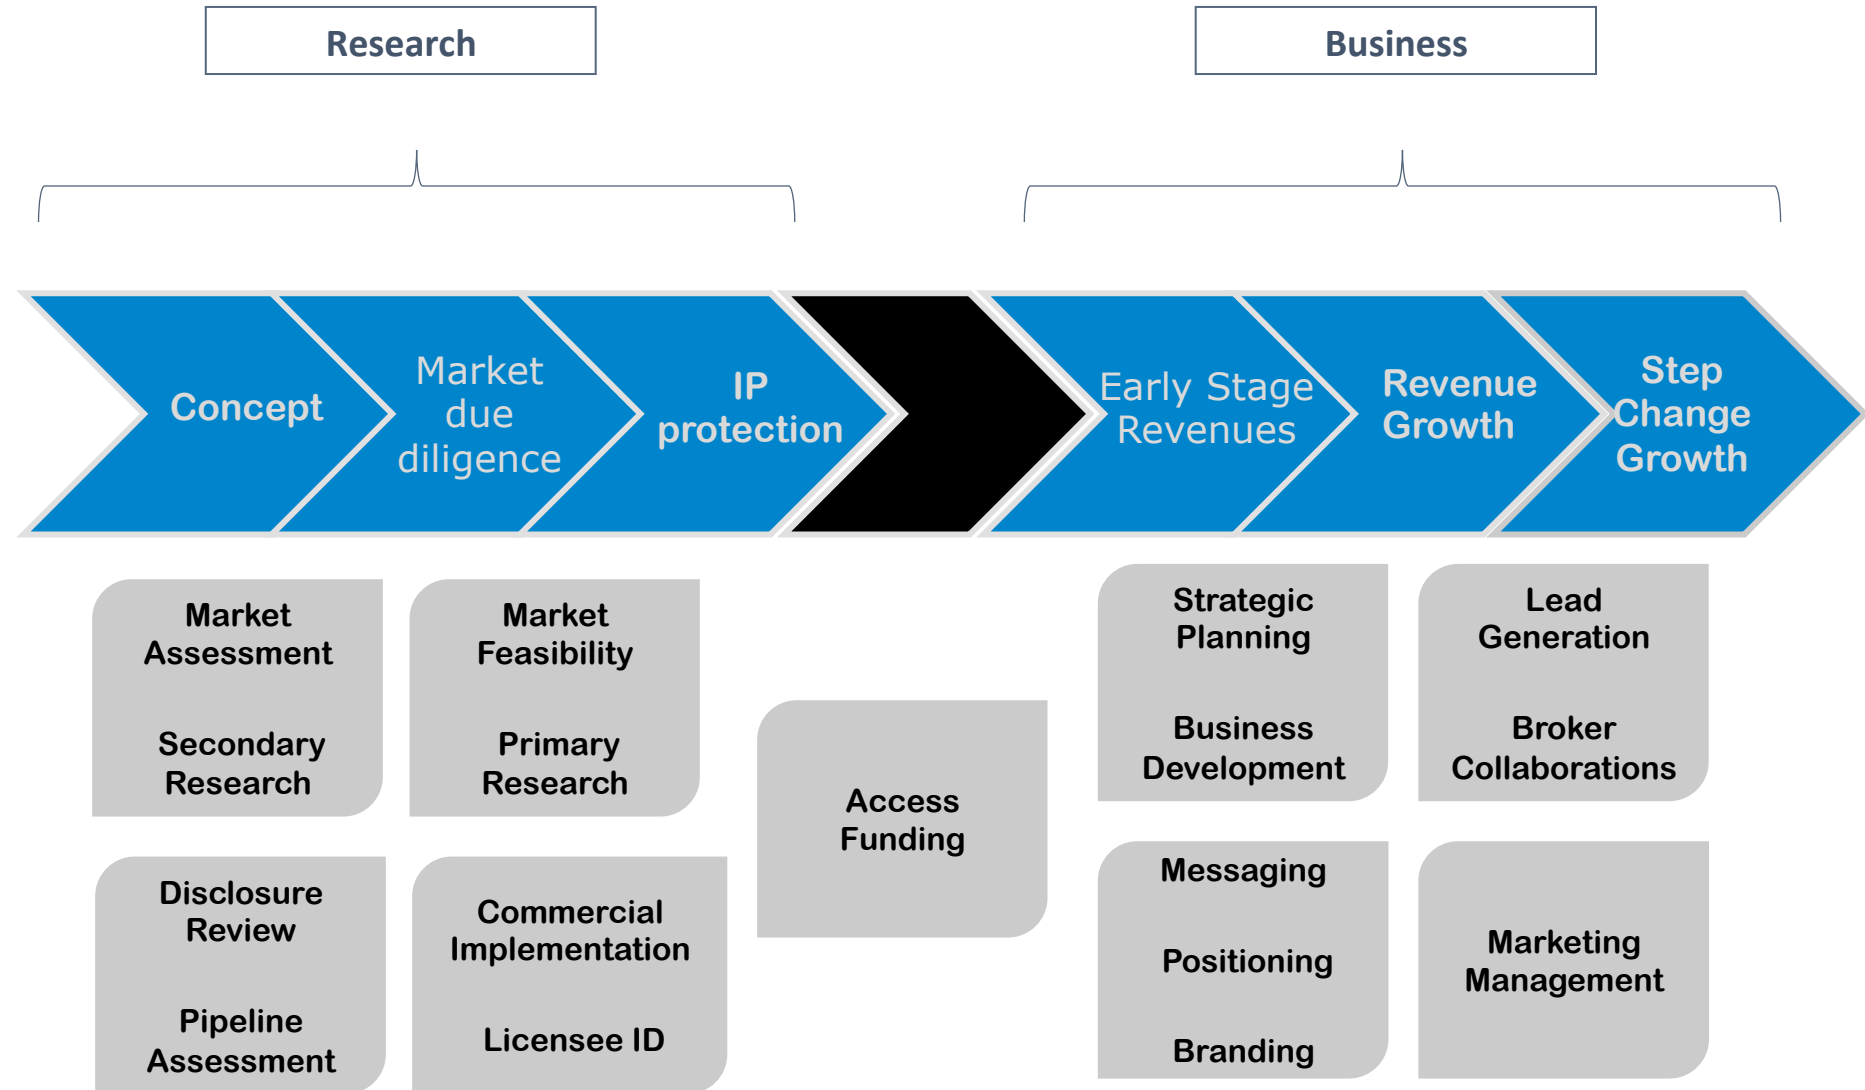 Research
Business
Concept
Market
due
diligence
IP
protection
Early Stage
Revenues
Revenue
Growth
Step
Change
Growth
Market
Assessment
Secondary
Research
Market
Feasibility
Primary
Research
Disclosure
Review
Pipeline
Assessment
Commercial
Implementation
Licensee ID
Access
Funding
Strategic
Planning
Business
Development
Lead
Generation
Broker
Collaborations
Messaging
Positioning
Branding
Marketing
Management